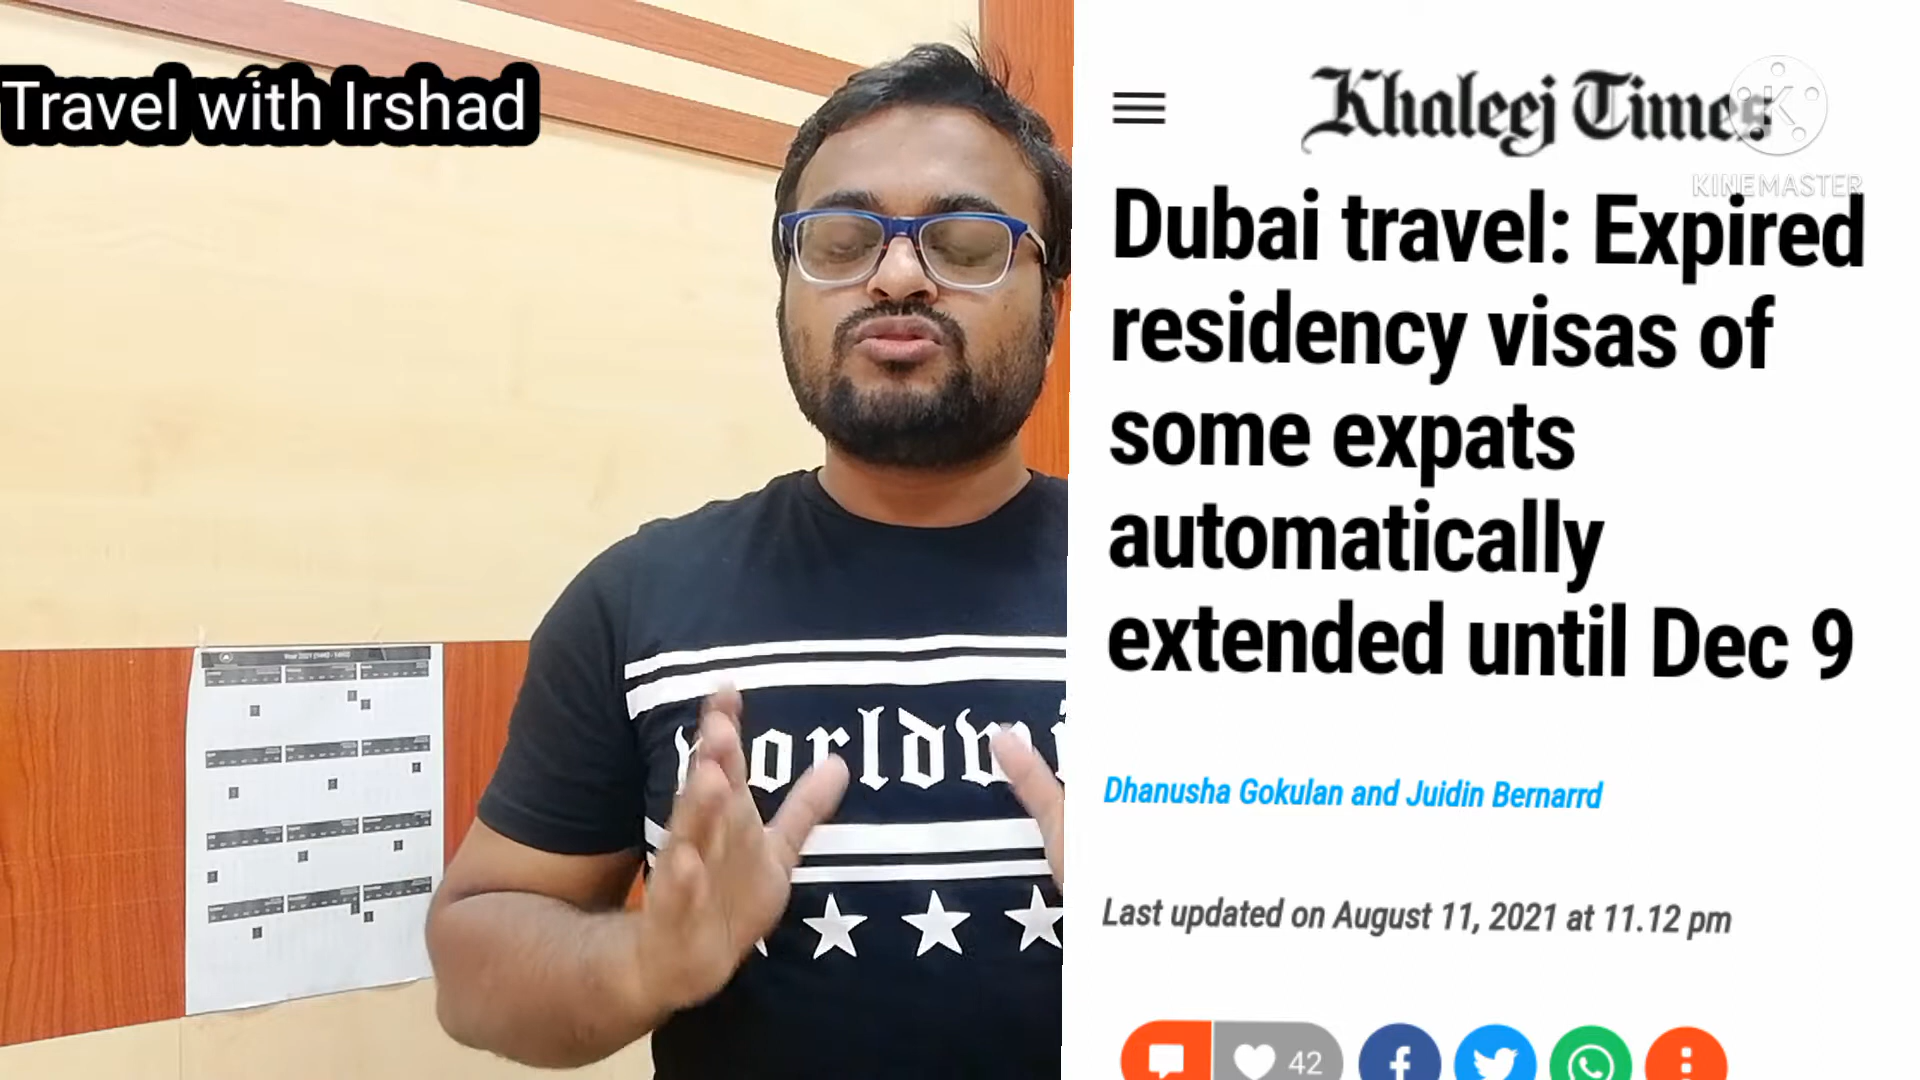 Travel with Irshad
Khaleej Times
KINEMASTER
Dubai travel: Expired
residency visas of
some expats
automatically
extended until Dec 9
Dhanusha Gokulan and Juidin Bernarrd
Last updated on August 11, 2021 at 11.12 pm
42
worldwi